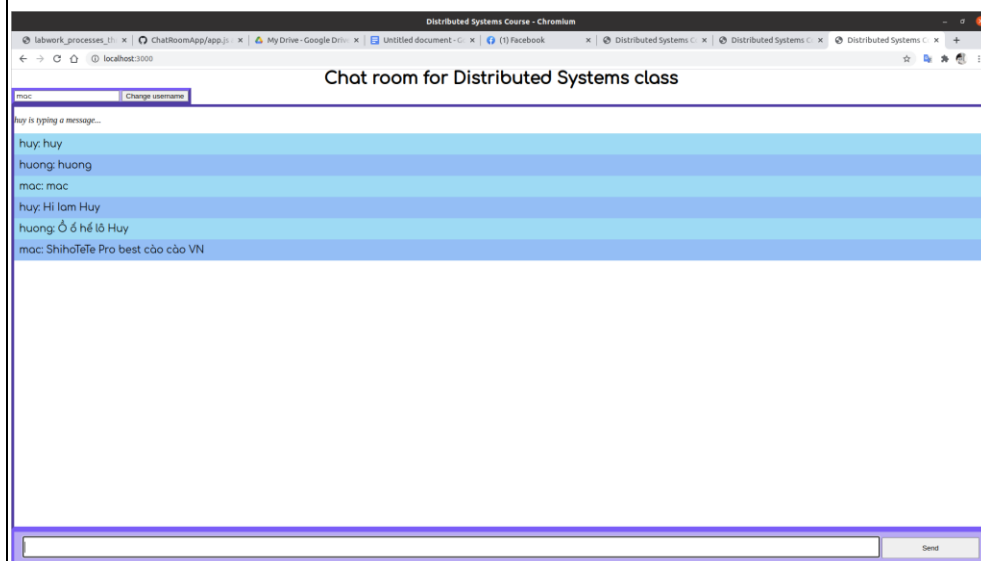 Distributed Systems Course - Chromium
labwork_processes_th ChatRoomApp/app.js My Drive - Google Driv Untitled document - G (1) Facebook Distributed Systems C Distributed Systems C Distributed Systems C
localhost:3000
Chat room for Distributed Systems class
mac Change username
huy is typing a message...
huy: huy
huong: huong
mac: mac
huy: Hi Iam Huy
huong: Ổ ố hế lô Huy
mac: ShihoTeTe Pro best cào cào VN
Send